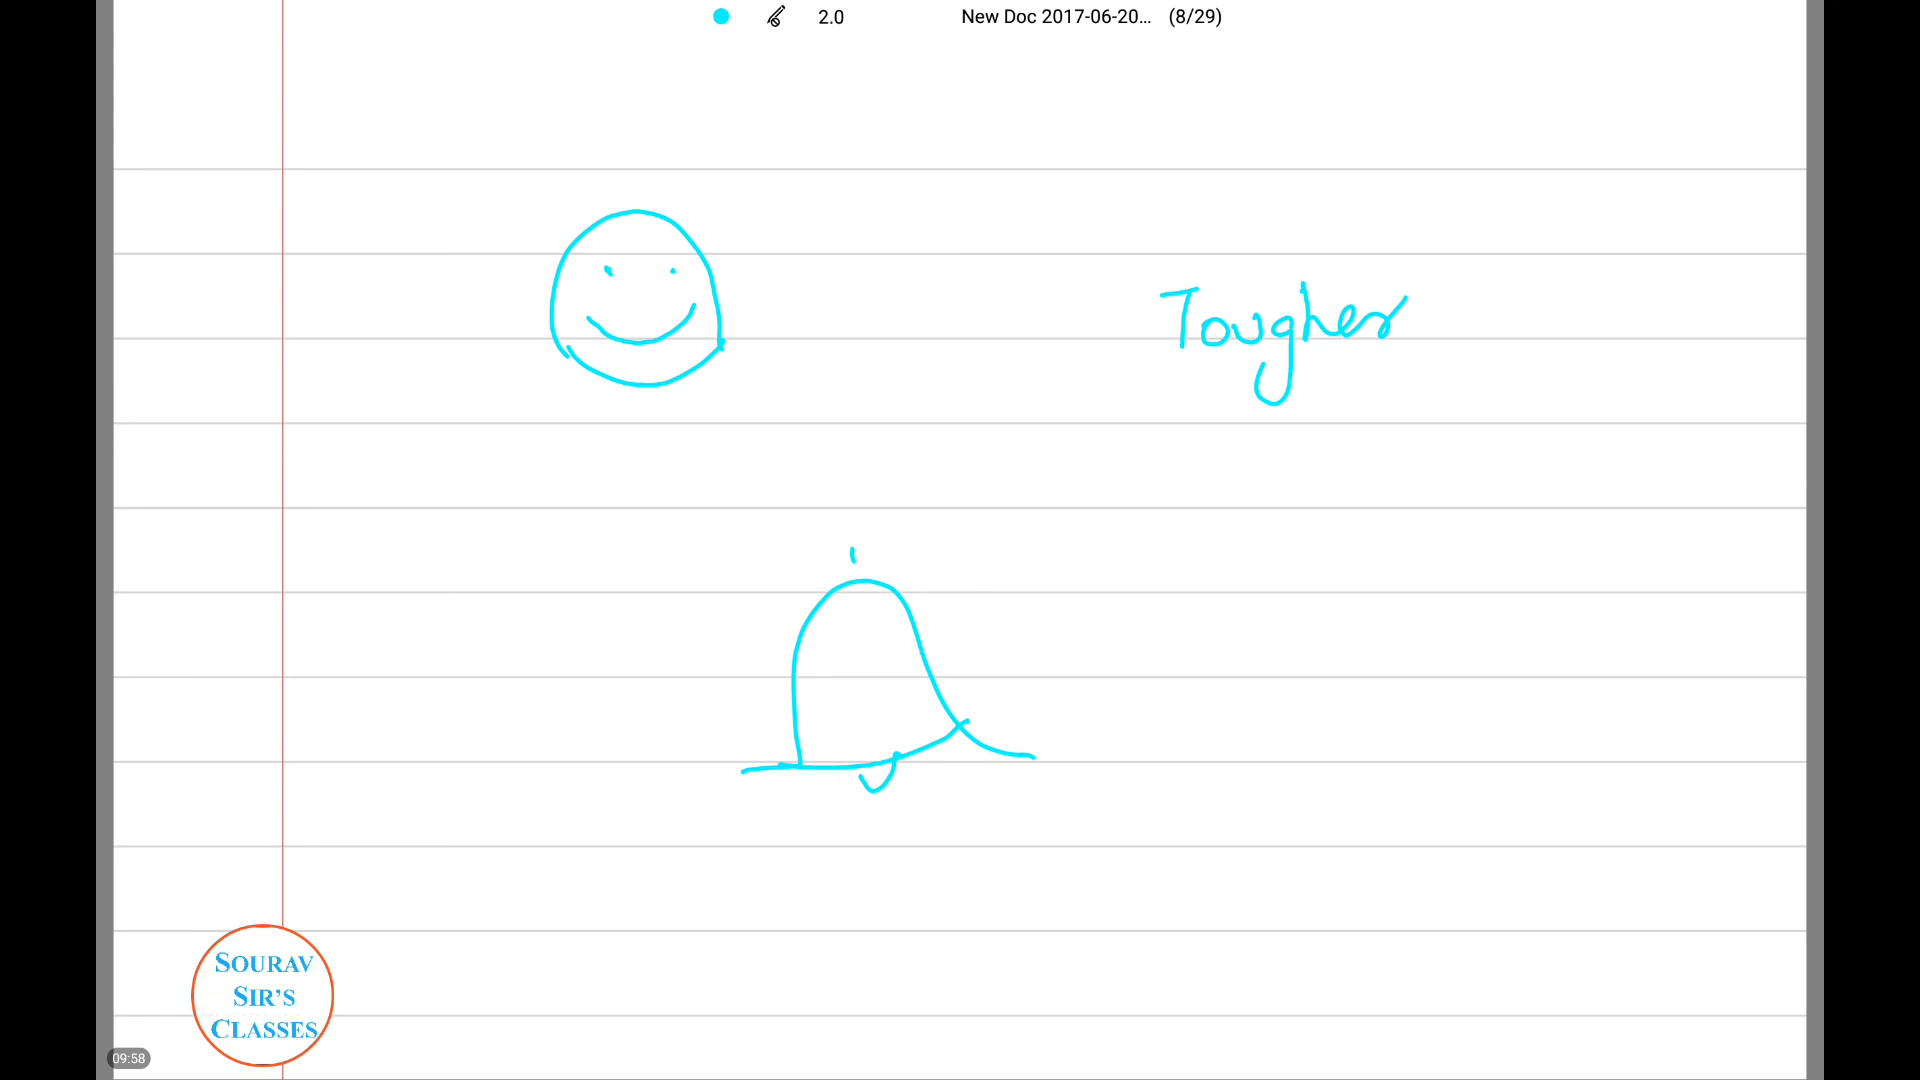 2.0 New Doc 2017-06-20... (8/29)
Tougher
SOURAV
SIR'S
CLASSES
09:58